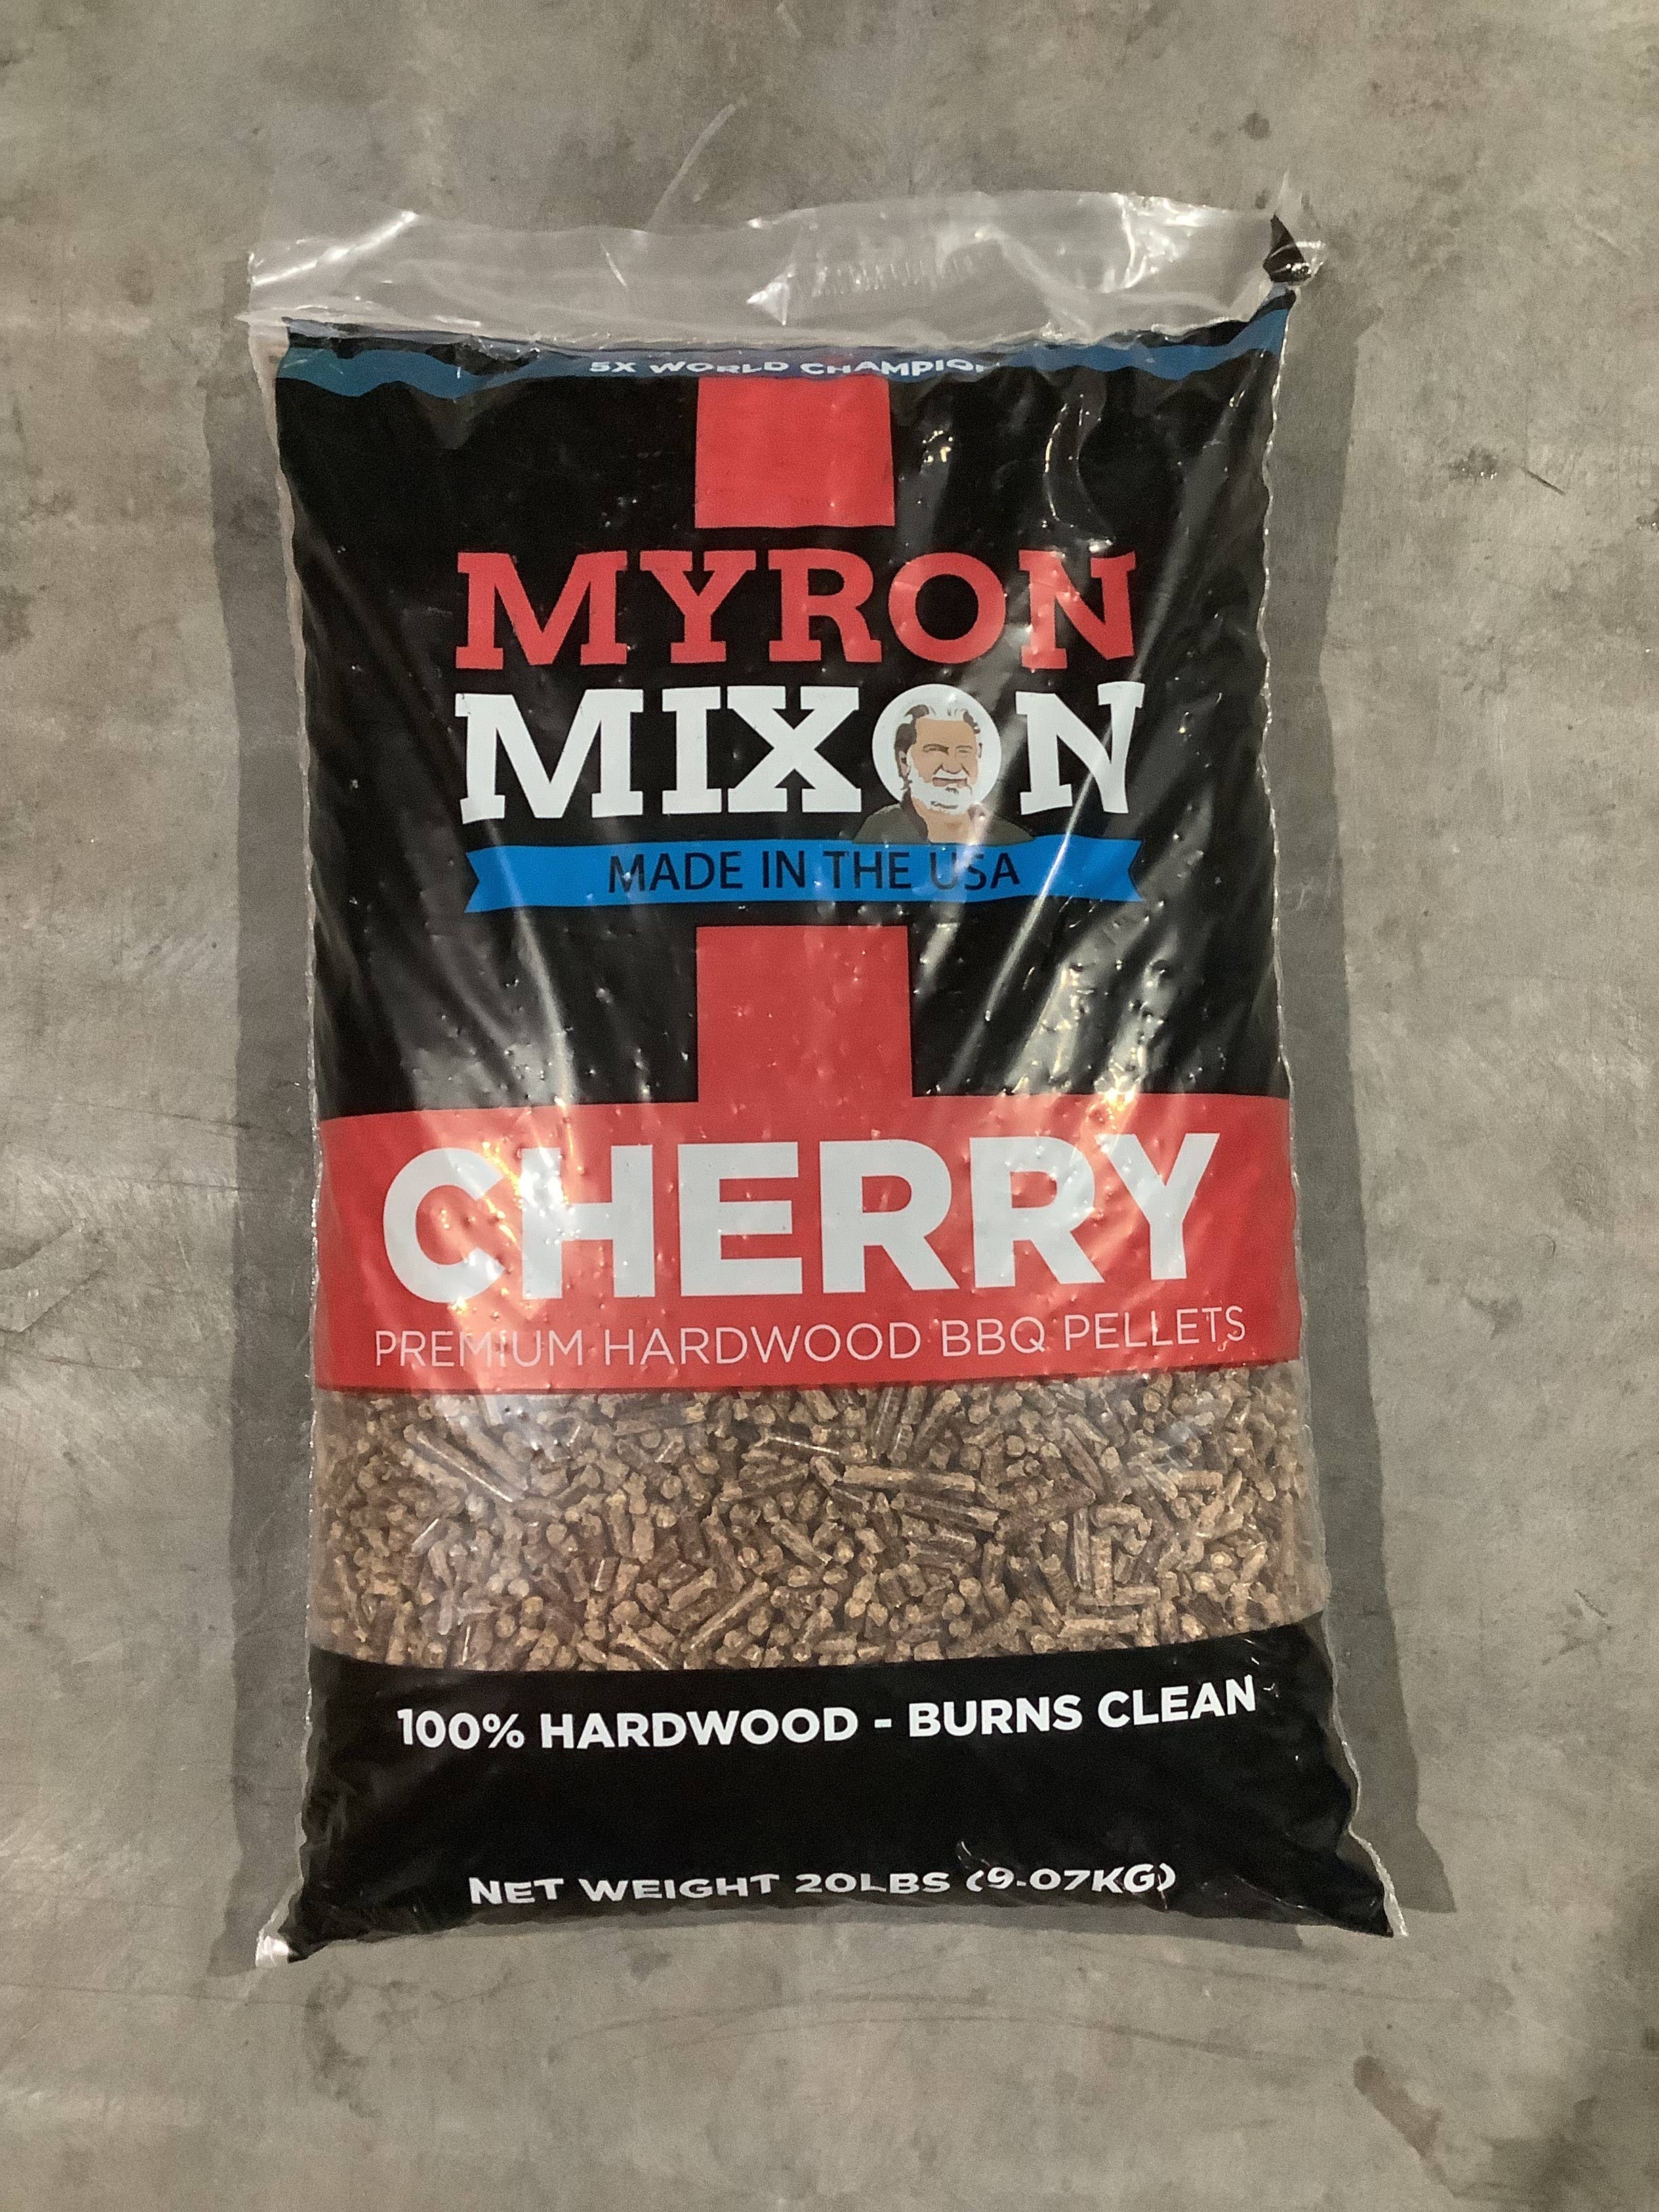 5X WORLD CHAMPION
MYRON
MIXON
MADE IN THE USA
CHERRY
PREMIUM HARDWOOD BBQ PELLETS
100% HARDWOOD - BURNS CLEAN
NET WEIGHT 20LBS (9.07KG)